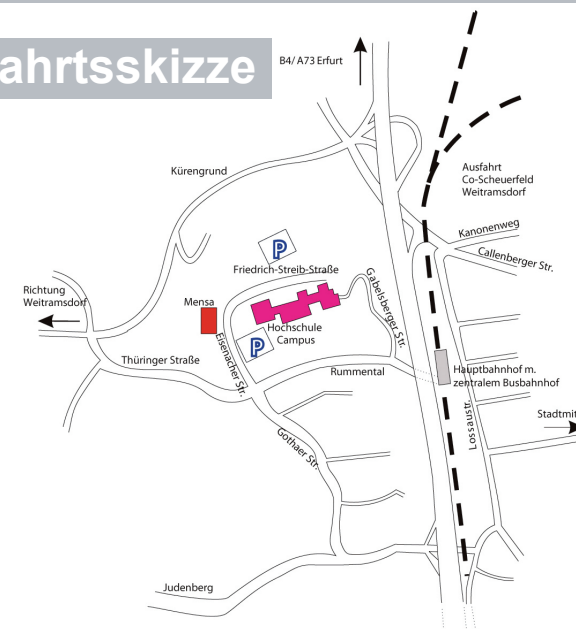 ahrtsskizze
B4/ A73 Erfurt
Ausfahrt
Co-Scheuerfeld
Weitramsdorf
Kürengrund
Kanonenweg
Callenberger Str.
P
Friedrich-Streib-Straße
Gabelsberger Str.
Richtung
Weitramsdorf
Mensa
Hochschule
Campus
P
Eisenacher Str.
Thüringer Straße
Rummental
Hauptbahnhof m.
zentralem Busbahnhof
Lossaustr.
Stadtmit
Gothaer Str.
Judenberg